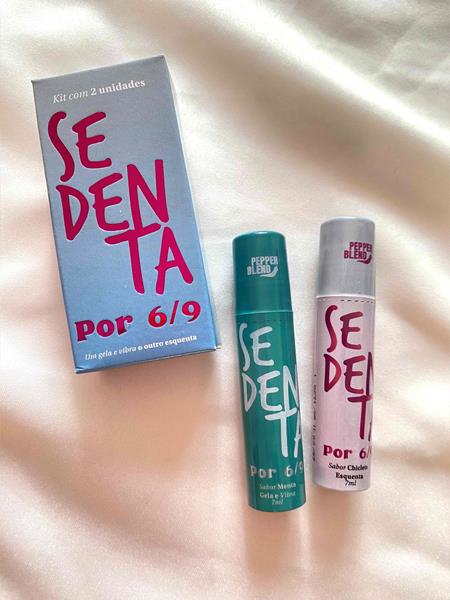 Kit com 2 unidades
SE
DEN
TA
Por 6/9
Um gela e vibra o outro esquenta
PEPPER
BLEND
SE
DEN
TA
Por 6/9
Sabor Menta
Gela e Vibra
7ml
PEPPER
BLEND
SE
DEN
TA
Por 6/9
Sabor Chiclete
Esquenta
7ml